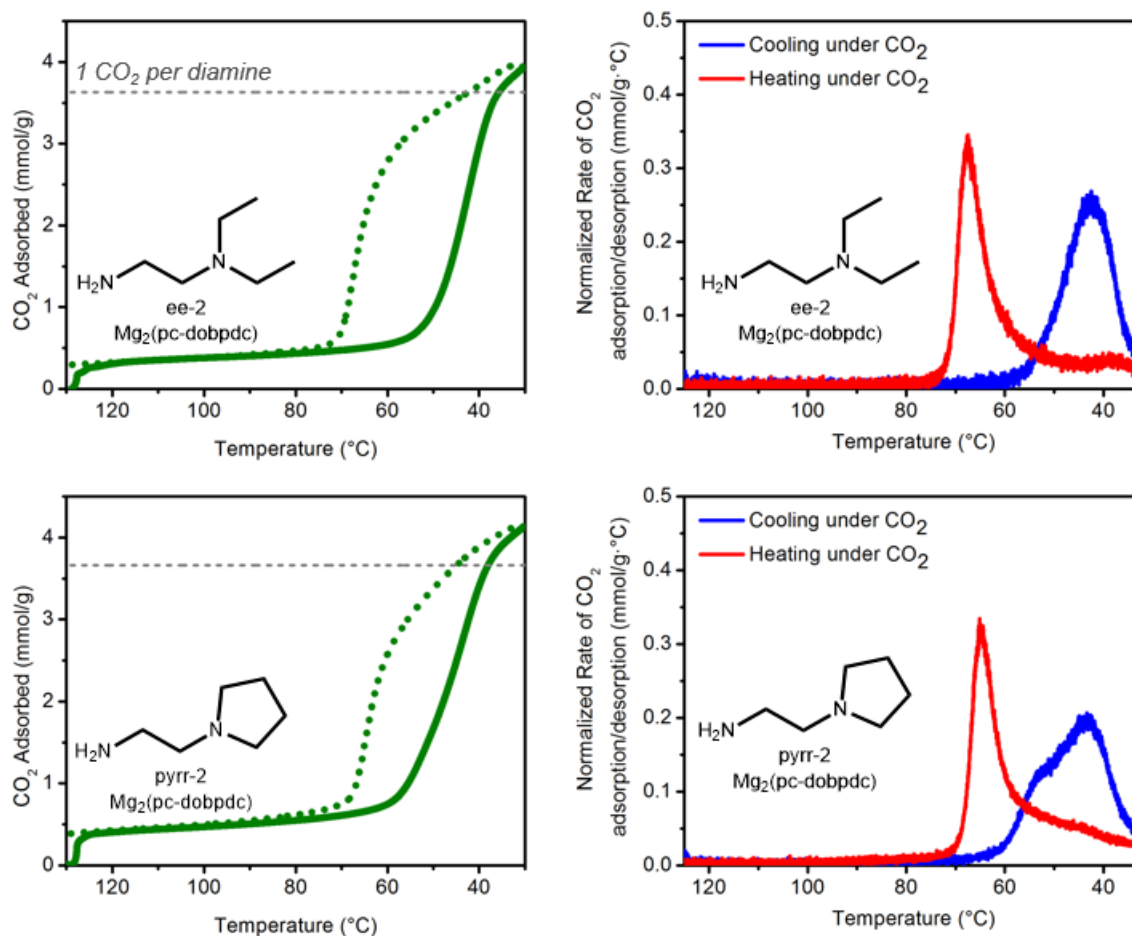 1 CO2 per diamine
CO2 Adsorbed (mmol/g)
4
3
2
1
0
H2N
N
ee-2
Mg2(pc-dobpdc)
120 100 80 60 40
Temperature (°C)
Normalized Rate of CO2
adsorption/desorption (mmol/g·°C)
0.5
0.4
0.3
0.2
0.1
0.0
Cooling under CO2
Heating under CO2
H2N
N
ee-2
Mg2(pc-dobpdc)
120 100 80 60 40
Temperature (°C)
CO2 Adsorbed (mmol/g)
4
3
2
1
0
H2N
N
pyrr-2
Mg2(pc-dobpdc)
120 100 80 60 40
Temperature (°C)
Normalized Rate of CO2
adsorption/desorption (mmol/g·°C)
0.5
0.4
0.3
0.2
0.1
0.0
Cooling under CO2
Heating under CO2
H2N
N
pyrr-2
Mg2(pc-dobpdc)
120 100 80 60 40
Temperature (°C)